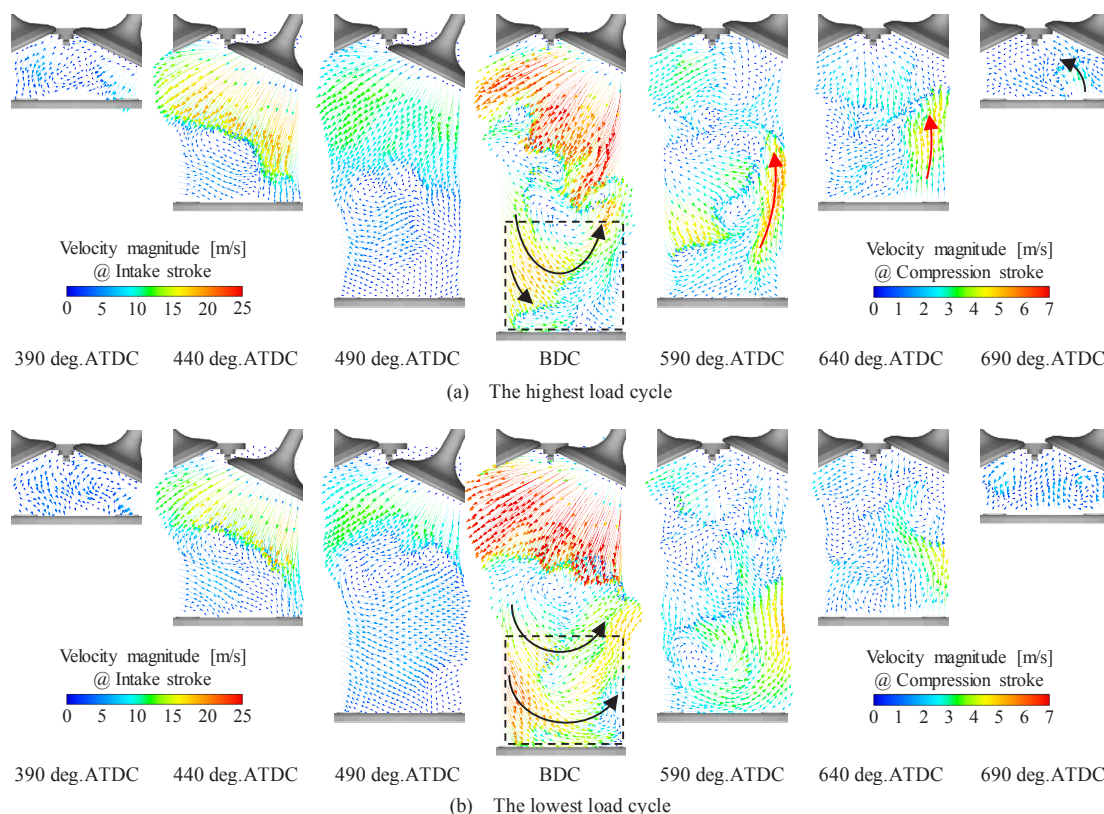 Velocity magnitude [m/s]
@ Intake stroke
0 5 10 15 20 25
Velocity magnitude [m/s]
@ Compression stroke
0 1 2 3 4 5 6 7
390 deg.ATDC 440 deg.ATDC 490 deg.ATDC BDC 590 deg.ATDC 640 deg.ATDC 690 deg.ATDC
(a) The highest load cycle
Velocity magnitude [m/s]
@ Intake stroke
0 5 10 15 20 25
Velocity magnitude [m/s]
@ Compression stroke
0 1 2 3 4 5 6 7
390 deg.ATDC 440 deg.ATDC 490 deg.ATDC BDC 590 deg.ATDC 640 deg.ATDC 690 deg.ATDC
(b) The lowest load cycle